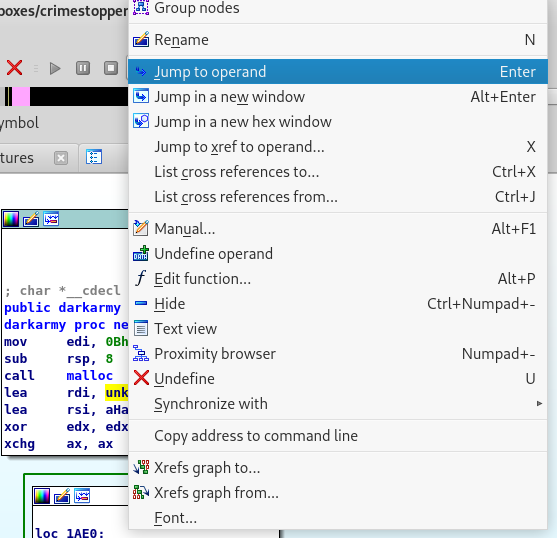 boxes/crimestopper
Group nodes
Rename N
Jump to operand Enter
Jump in a new window Alt+Enter
Jump in a new hex window
ymbol
Jump to xref to operand... X
tures
List cross references to... Ctrl+X
List cross references from... Ctrl+J
Manual... Alt+F1
Undefine operand
Edit function... Alt+P
Hide Ctrl+Numpad+-
Text view
Proximity browser Numpad+-
Undefine U
Synchronize with
Copy address to command line
Xrefs graph to...
Xrefs graph from...
Font...
; char *__cdecl
public darkarmy
darkarmy proc ne
mov edi, 0Bh
sub rsp, 8
call malloc
lea rdi, unk
lea rsi, aHa
xor edx, edx
xchg ax, ax
loc_1AE0: